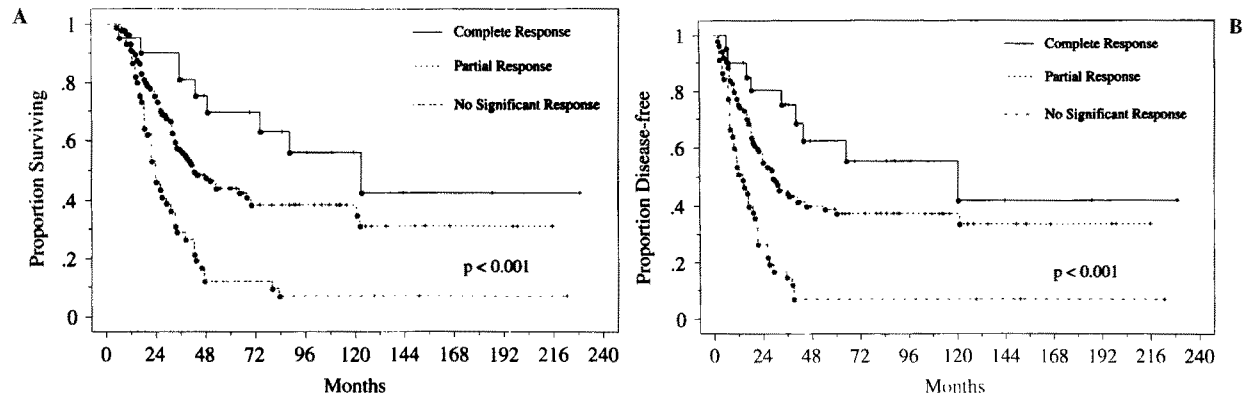 A
Proportion Surviving
1
.8
.6
.4
.2
0
Complete Response
Partial Response
No Significant Response
p < 0.001
0 24 48 72 96 120 144 168 192 216 240
Months
B
Proportion Disease-free
1
.8
.6
.4
.2
0
Complete Response
Partial Response
No Significant Response
p < 0.001
0 24 48 72 96 120 144 168 192 216 240
Months